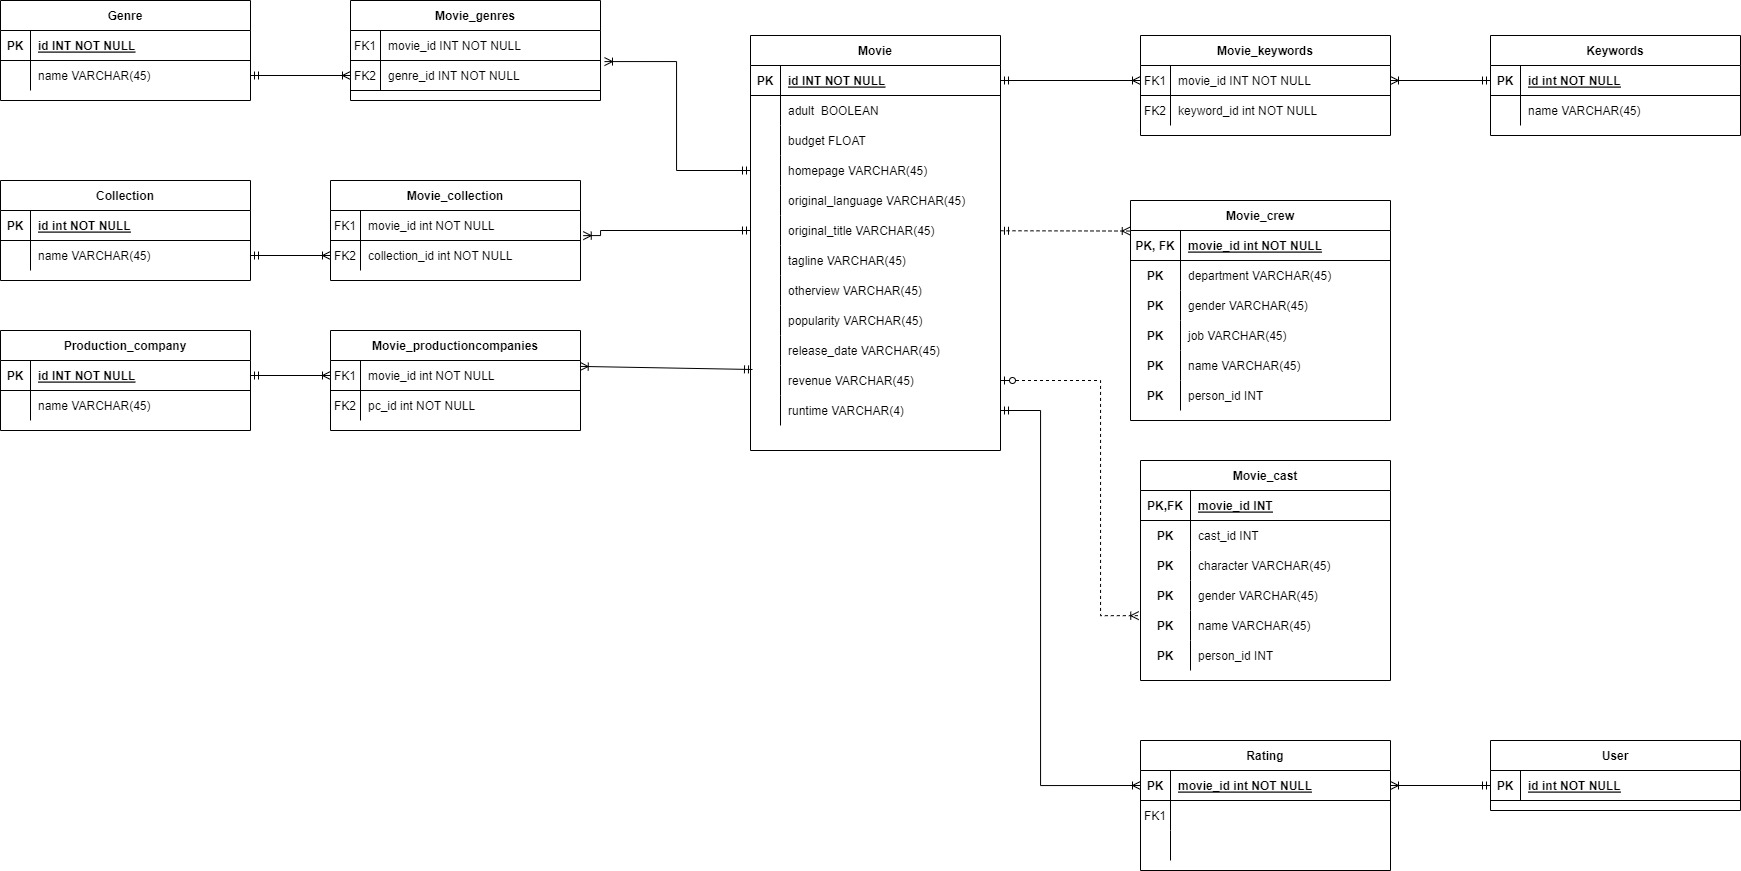 Genre
PK id INT NOT NULL
name VARCHAR(45)
Movie_genres
FK1 movie_id INT NOT NULL
FK2 genre_id INT NOT NULL
Collection
PK id int NOT NULL
name VARCHAR(45)
Movie_collection
FK1 movie_id int NOT NULL
FK2 collection_id int NOT NULL
Production_company
PK id INT NOT NULL
name VARCHAR(45)
Movie_productioncompanies
FK1 movie_id int NOT NULL
FK2 pc_id int NOT NULL
Movie
PK id INT NOT NULL
adult BOOLEAN
budget FLOAT
homepage VARCHAR(45)
original_language VARCHAR(45)
original_title VARCHAR(45)
tagline VARCHAR(45)
otherview VARCHAR(45)
popularity VARCHAR(45)
release_date VARCHAR(45)
revenue VARCHAR(45)
runtime VARCHAR(4)
Movie_keywords
FK1 movie_id INT NOT NULL
FK2 keyword_id int NOT NULL
Keywords
PK id int NOT NULL
name VARCHAR(45)
Movie_crew
PK, FK movie_id int NOT NULL
PK department VARCHAR(45)
PK gender VARCHAR(45)
PK job VARCHAR(45)
PK name VARCHAR(45)
PK person_id INT
Movie_cast
PK,FK movie_id INT
PK cast_id INT
PK character VARCHAR(45)
PK gender VARCHAR(45)
PK name VARCHAR(45)
PK person_id INT
Rating
PK movie_id int NOT NULL
FK1
User
PK id int NOT NULL